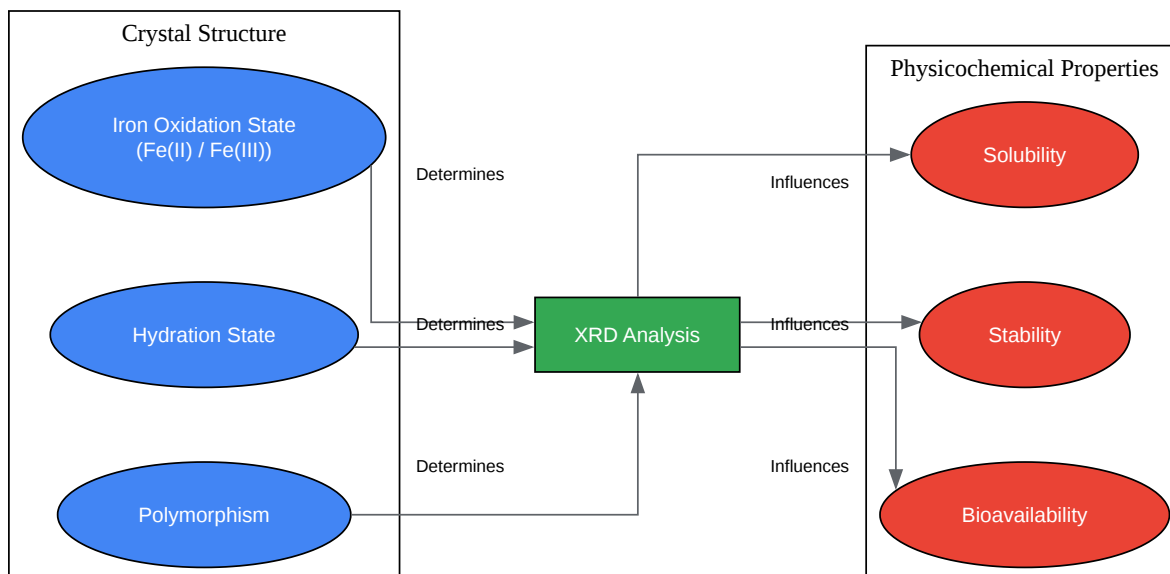 Crystal Structure
Iron Oxidation State
(Fe(II) / Fe(III))
Hydration State
Polymorphism
Determines
Determines
Determines
XRD Analysis
Influences
Influences
Influences
Physicochemical Properties
Solubility
Stability
Bioavailability